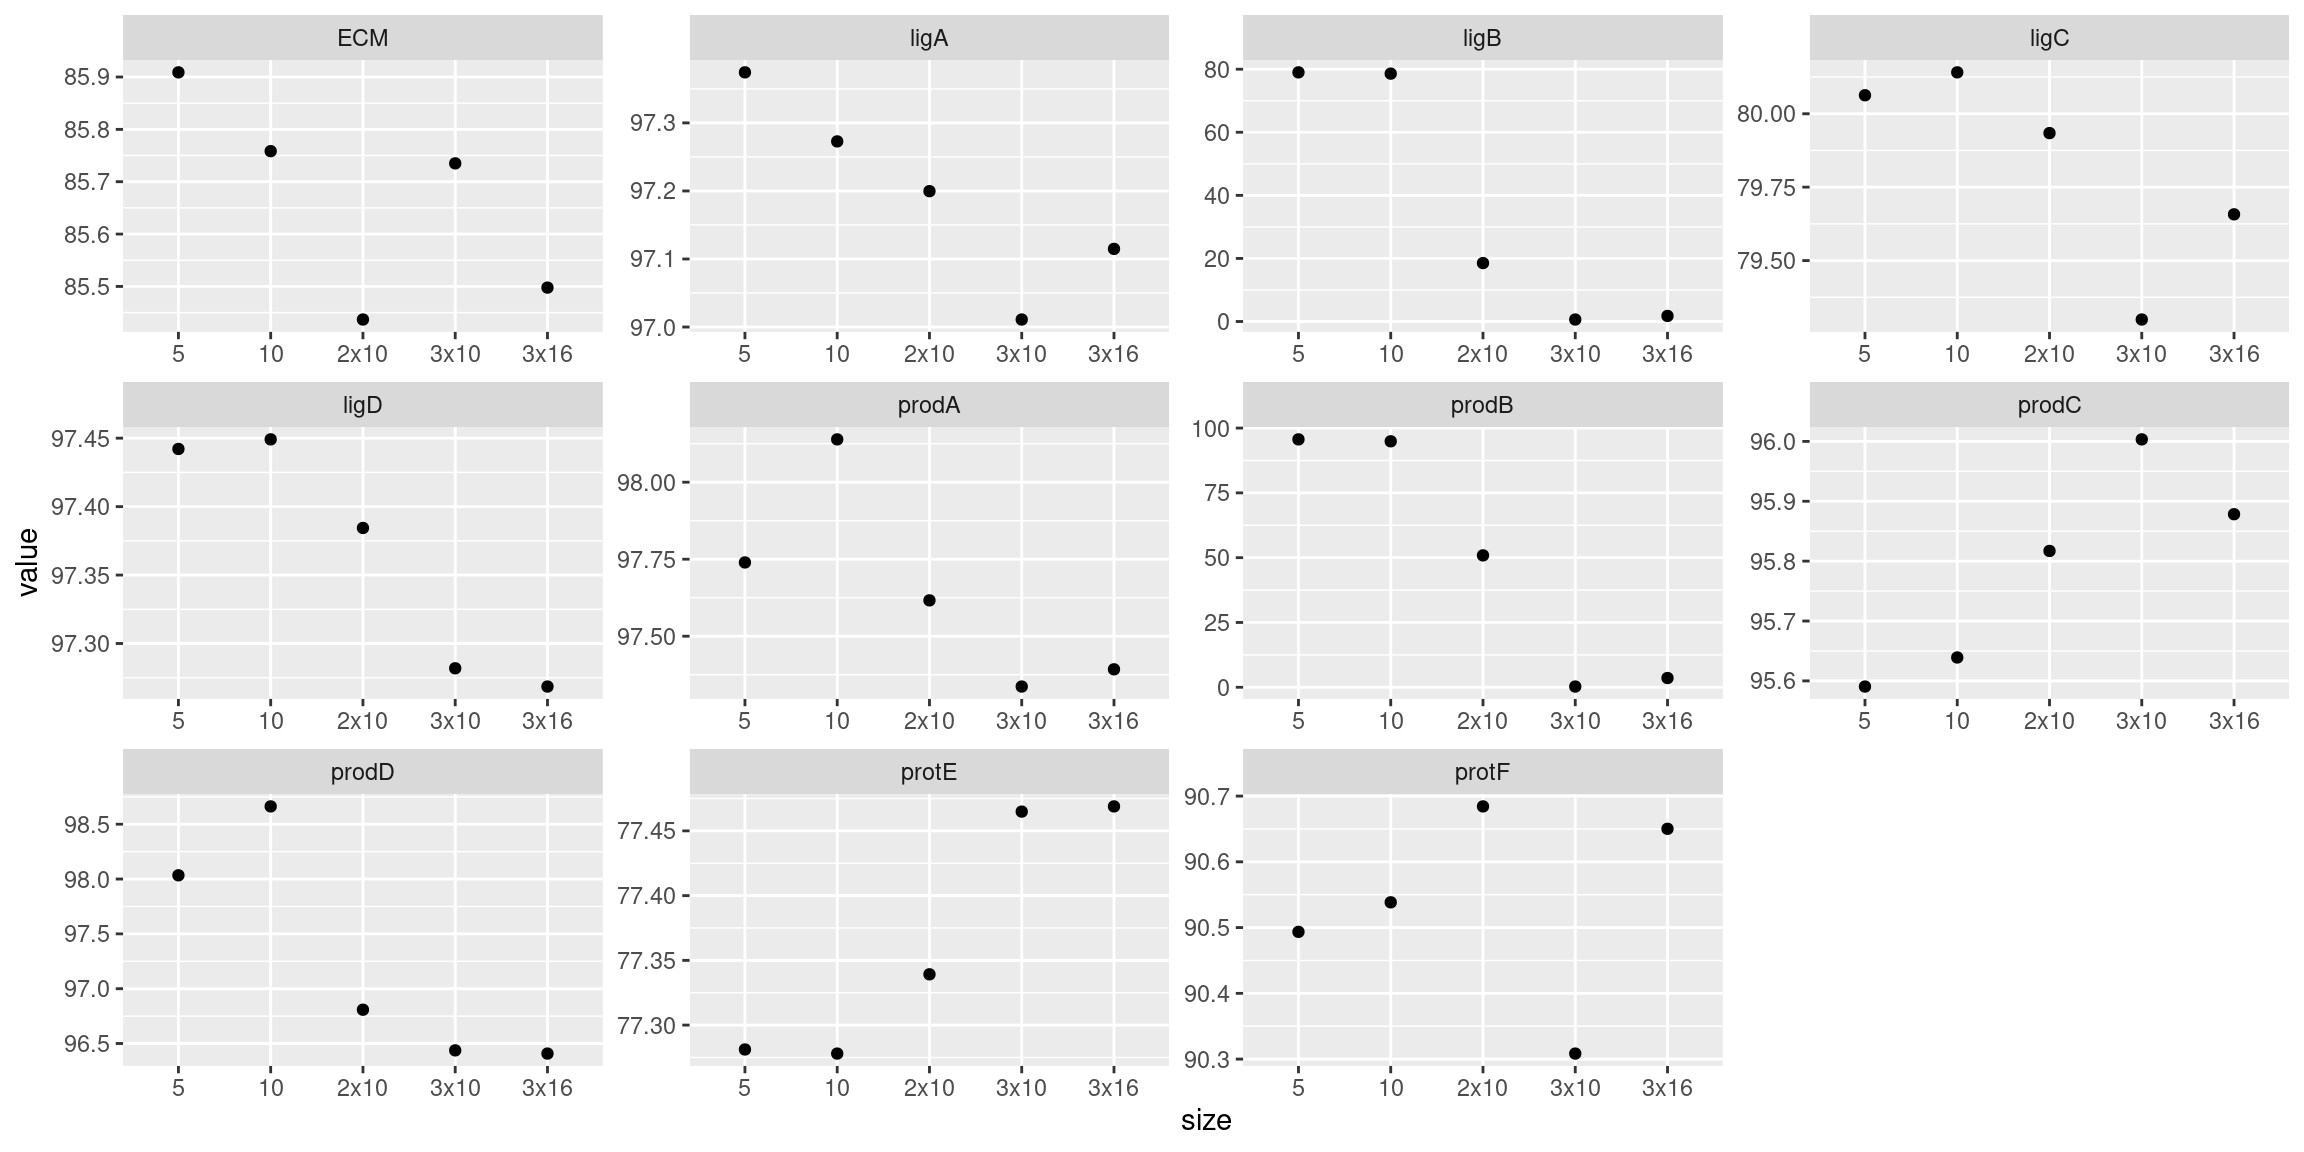 ECM
ligA
ligB
ligC
85.9
85.8
85.7
85.6
85.5
97.3
97.2
97.1
97.0
80
60
40
20
0
80.00
79.75
79.50
5 10 2x10 3x10 3x16
5 10 2x10 3x10 3x16
5 10 2x10 3x10 3x16
5 10 2x10 3x10 3x16
ligD
prodA
prodB
prodC
97.45
97.40
97.35
97.30
98.00
97.75
97.50
100
75
50
25
0
96.0
95.9
95.8
95.7
95.6
5 10 2x10 3x10 3x16
5 10 2x10 3x10 3x16
5 10 2x10 3x10 3x16
5 10 2x10 3x10 3x16
prodD
protE
protF
98.5
98.0
97.5
97.0
96.5
77.45
77.40
77.35
77.30
90.7
90.6
90.5
90.4
90.3
5 10 2x10 3x10 3x16
5 10 2x10 3x10 3x16
5 10 2x10 3x10 3x16
value
size